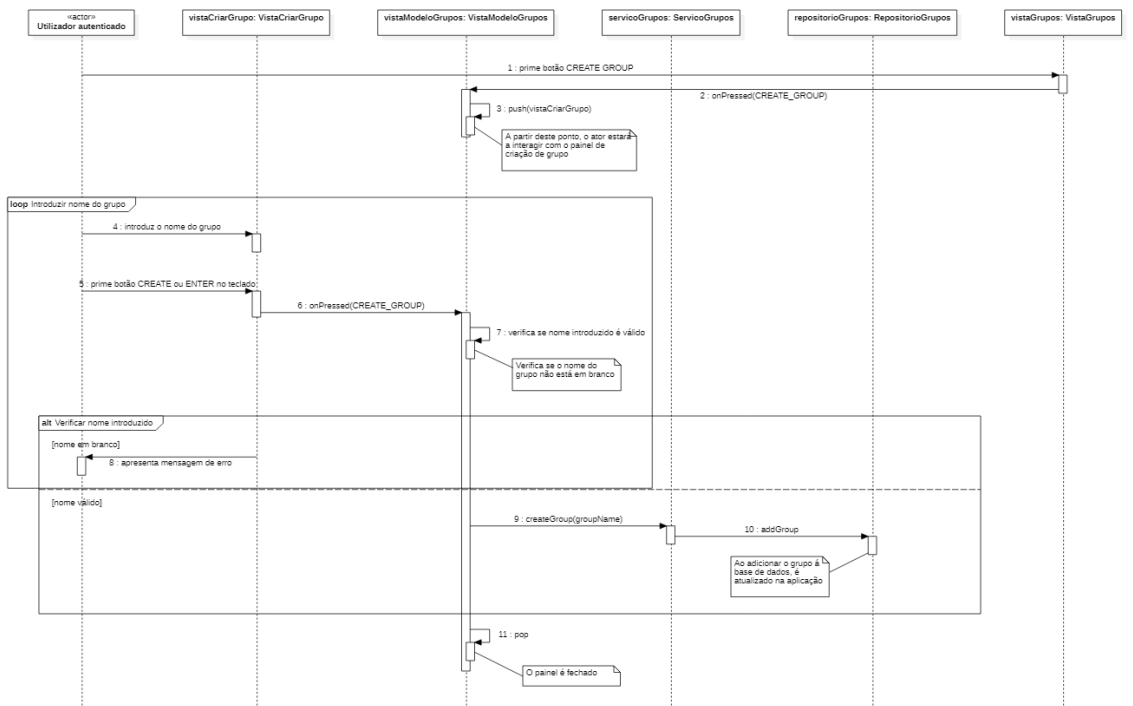 «actor»
Utilizador autenticado
vistaCriarGrupo: VistaCriarGrupo
vistaModeloGrupos: VistaModeloGrupos
servicoGrupos: ServicoGrupos
repositorioGrupos: RepositorioGrupos
vistaGrupos: VistaGrupos
1 : prime botão CREATE GROUP
2 : onPressed(CREATE_GROUP)
3 : push(vistaCriarGrupo)
A partir deste ponto, o ator estará
a interagir com o painel de
criação de grupo
loop Introduzir nome do grupo
4 : introduz o nome do grupo
5 : prime botão CREATE ou ENTER no teclado
6 : onPressed(CREATE_GROUP)
7 : verifica se nome introduzido é válido
Verifica se o nome do
grupo não está em branco
alt Verificar nome introduzido
[nome em branco]
8 : apresenta mensagem de erro
[nome válido]
9 : createGroup(groupName)
10 : addGroup
Ao adicionar o grupo á
base de dados, é
atualizado na aplicação
11 : pop
O painel é fechado